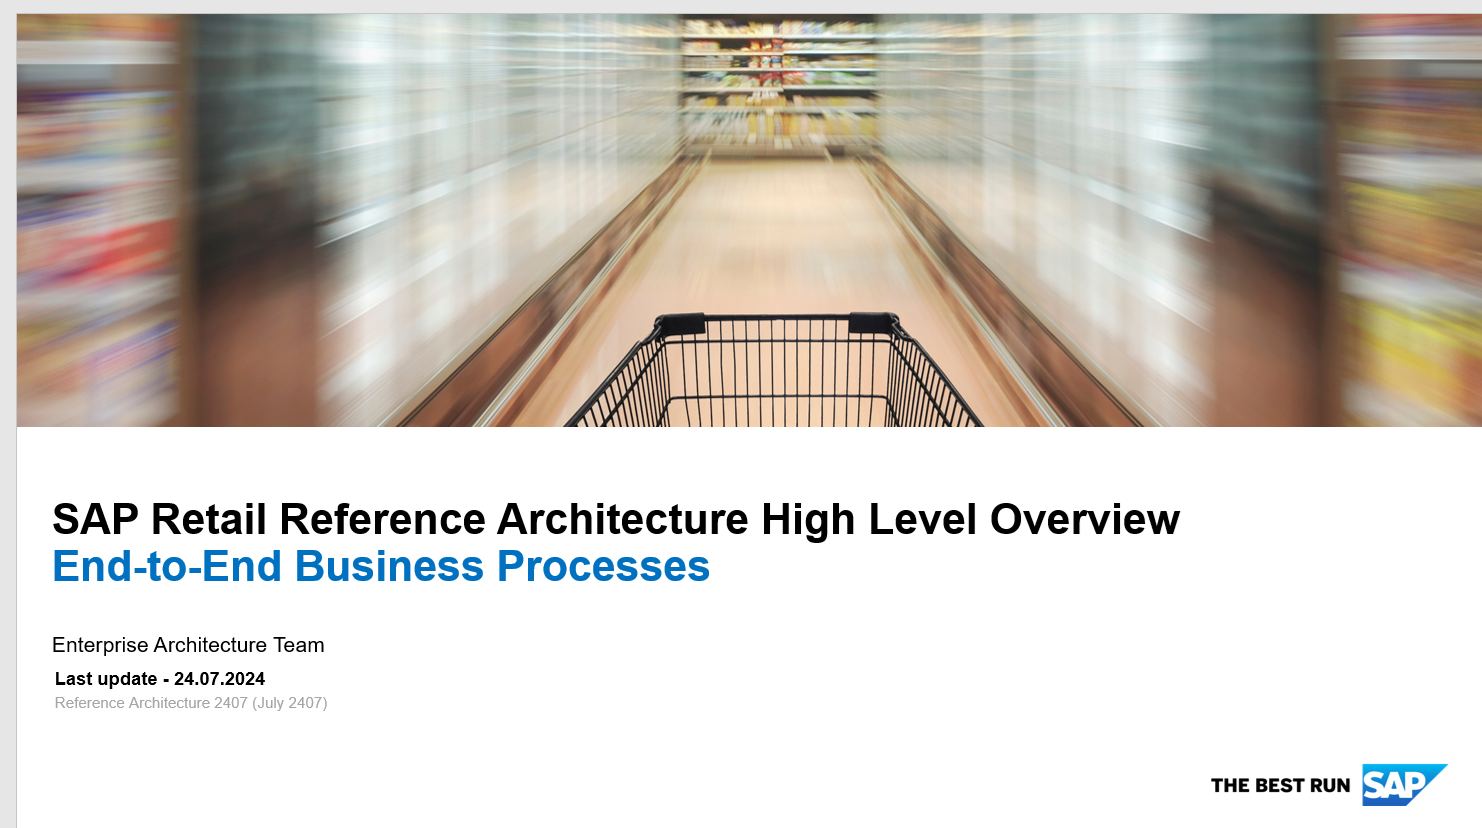 SAP Retail Reference Architecture High Level Overview
End-to-End Business Processes
Enterprise Architecture Team
Last update - 24.07.2024
Reference Architecture 2407 (July 2407)
THE BEST RUN SAP